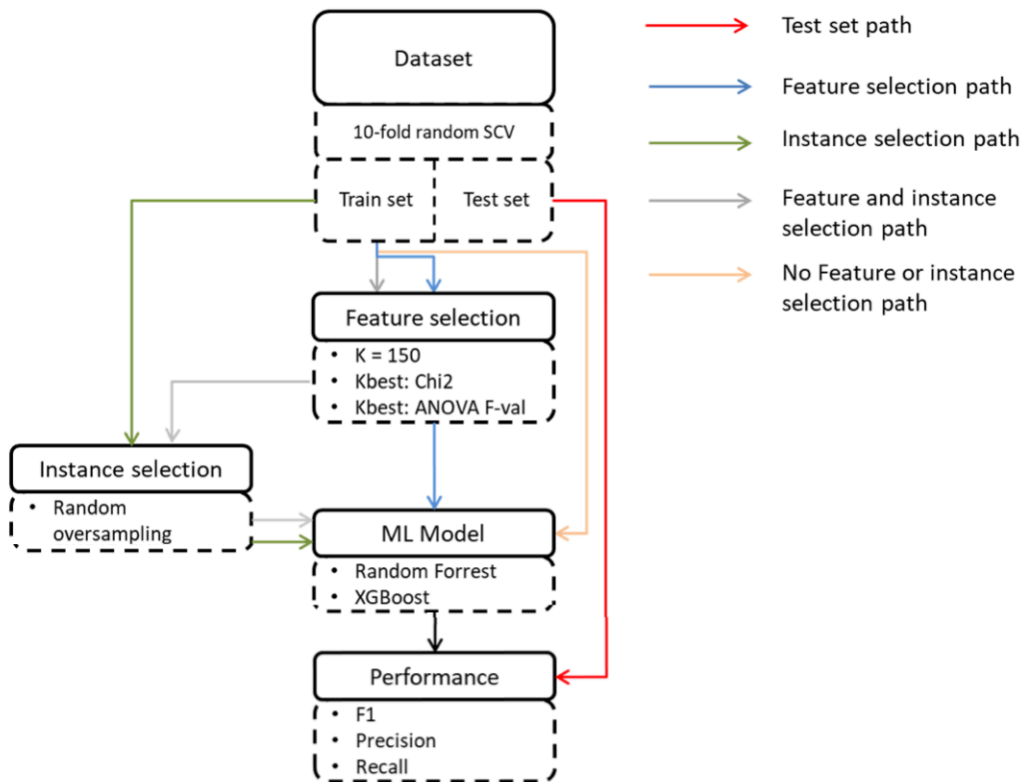 Dataset
10-fold random SCV
Train set
Test set
Feature selection
• K = 150
• Kbest: Chi2
• Kbest: ANOVA F-val
Instance selection
• Random
oversampling
ML Model
• Random Forrest
• XGBoost
Performance
• F1
• Precision
• Recall
Test set path
Feature selection path
Instance selection path
Feature and instance
selection path
No Feature or instance
selection path